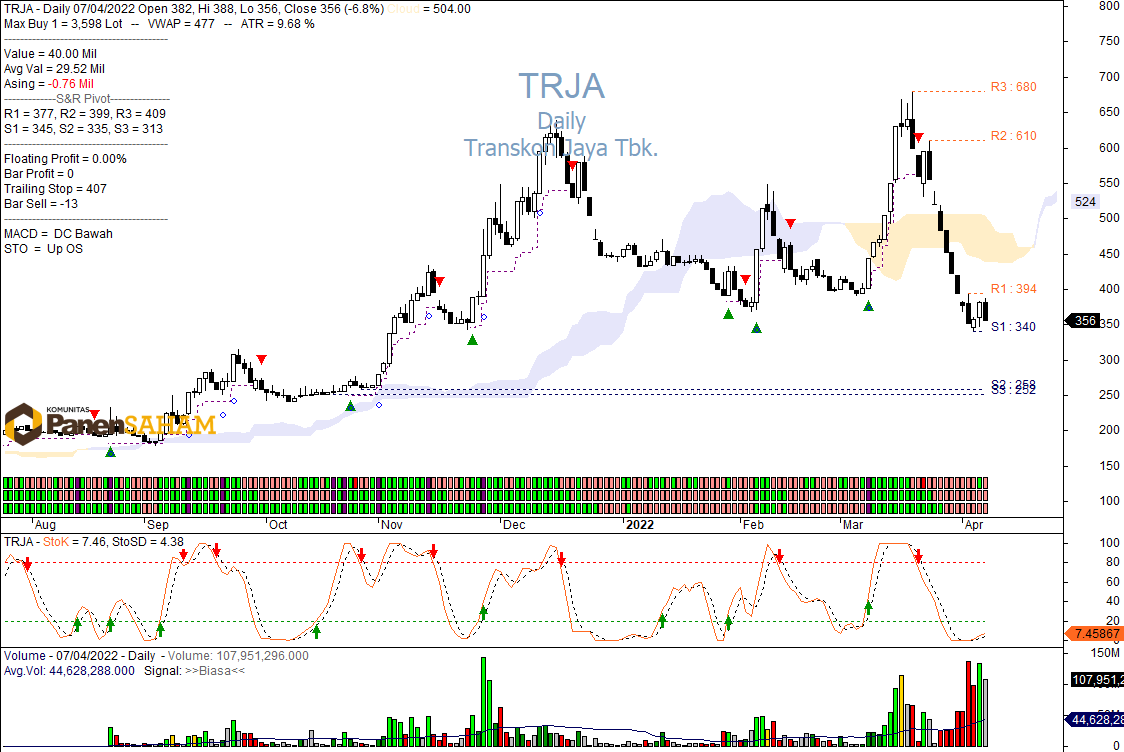 TRJA - Daily 07/04/2022 Open 382, Hi 388, Lo 356, Close 356 (-6.8%) Cloud = 504.00
Max Buy 1 = 3,598 Lot -- VWAP = 477 -- ATR = 9.68 %
Value = 40.00 Mil
Avg Val = 29.52 Mil
Asing = -0.76 Mil
-------------S&R Pivot---------------
R1 = 377, R2 = 399, R3 = 409
S1 = 345, S2 = 335, S3 = 313
Floating Profit = 0.00%
Bar Profit = 0
Trailing Stop = 407
Bar Sell = -13
MACD = DC Bawah
STO = Up OS
TRJA
Daily
Transkon Jaya Tbk.
R3 : 680
R2 : 610
R1 : 394
S1 : 340
S2 : 258
S3 : 252
800
750
700
650
600
550
524
500
450
400
356
350
300
250
200
150
100
KOMUNITAS
PanenSAHAM
Aug Sep Oct Nov Dec 2022 Feb Mar Apr
TRJA - StoK = 7.46, StoSD = 4.38
100
80
60
40
20
7.45867
Volume - 07/04/2022 - Daily - Volume: 107,951,296.000
Avg.Vol: 44,628,288.000 Signal: >>Biasa<<
150M
107,951,2
44,628,28
0